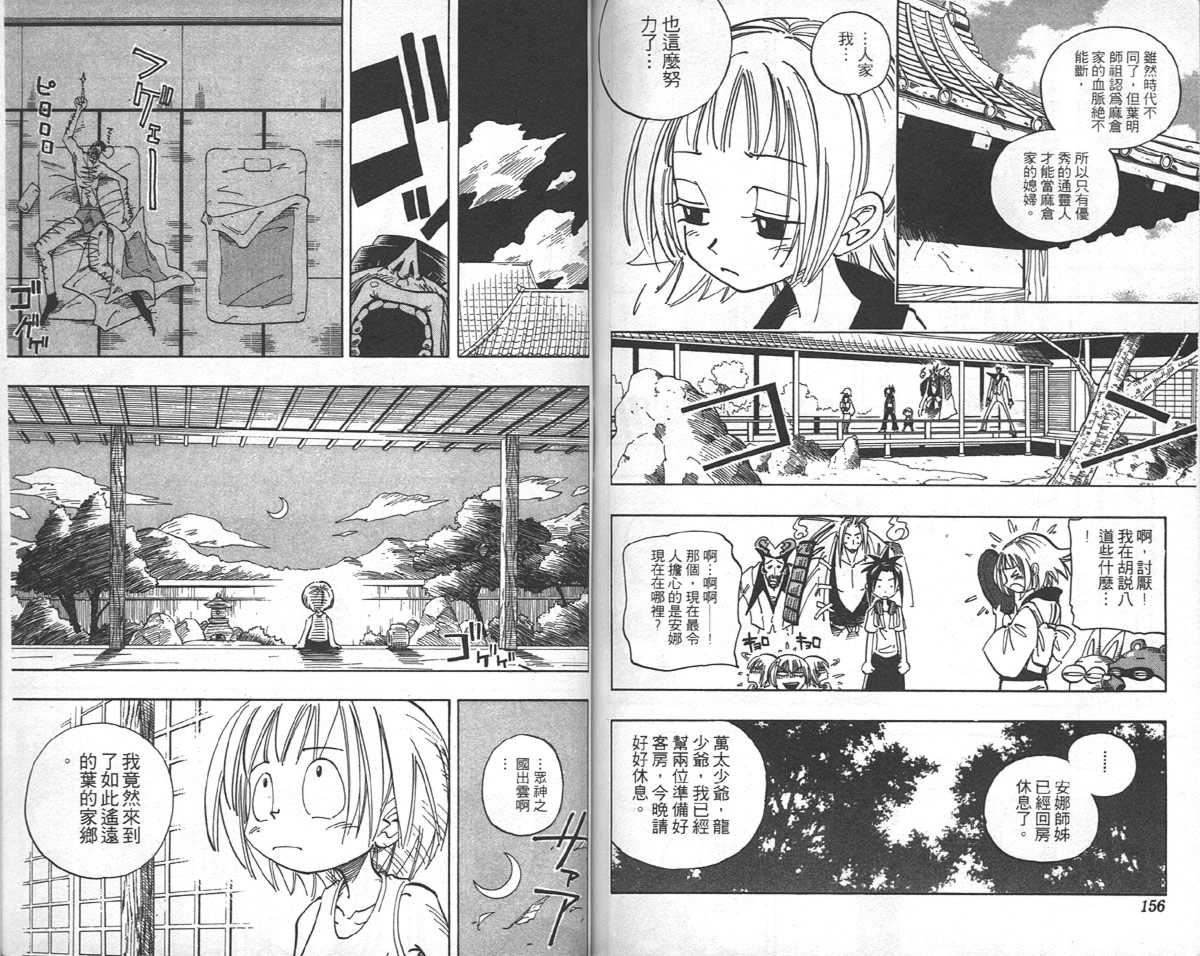 雖然時代不
同了，但葉明
師祖認為麻倉
家的血脈絕不
能斷，
所以只有優
秀的通靈人
才能當麻倉
家的媳婦。
…人家
我…
也這麼努
力了…
啊，討厭！
我在胡說八
道些什麼…
！
啊…啊啊——！
那個，現在最令
人擔心的是安娜
現在在哪裡？
キョロ
キョロ
……
安娜師姊
已經回房
休息了。
萬太少爺，龍
少爺，我已經
幫兩位準備好
客房，今晚請
好好休息。
156
フゲェー
ピロロロ
ドゲェ
ゴゲゲゲ
…眾神之
國出雲啊
…
サァァ
我竟然來到
了如此遙遠
的葉的家鄉
。